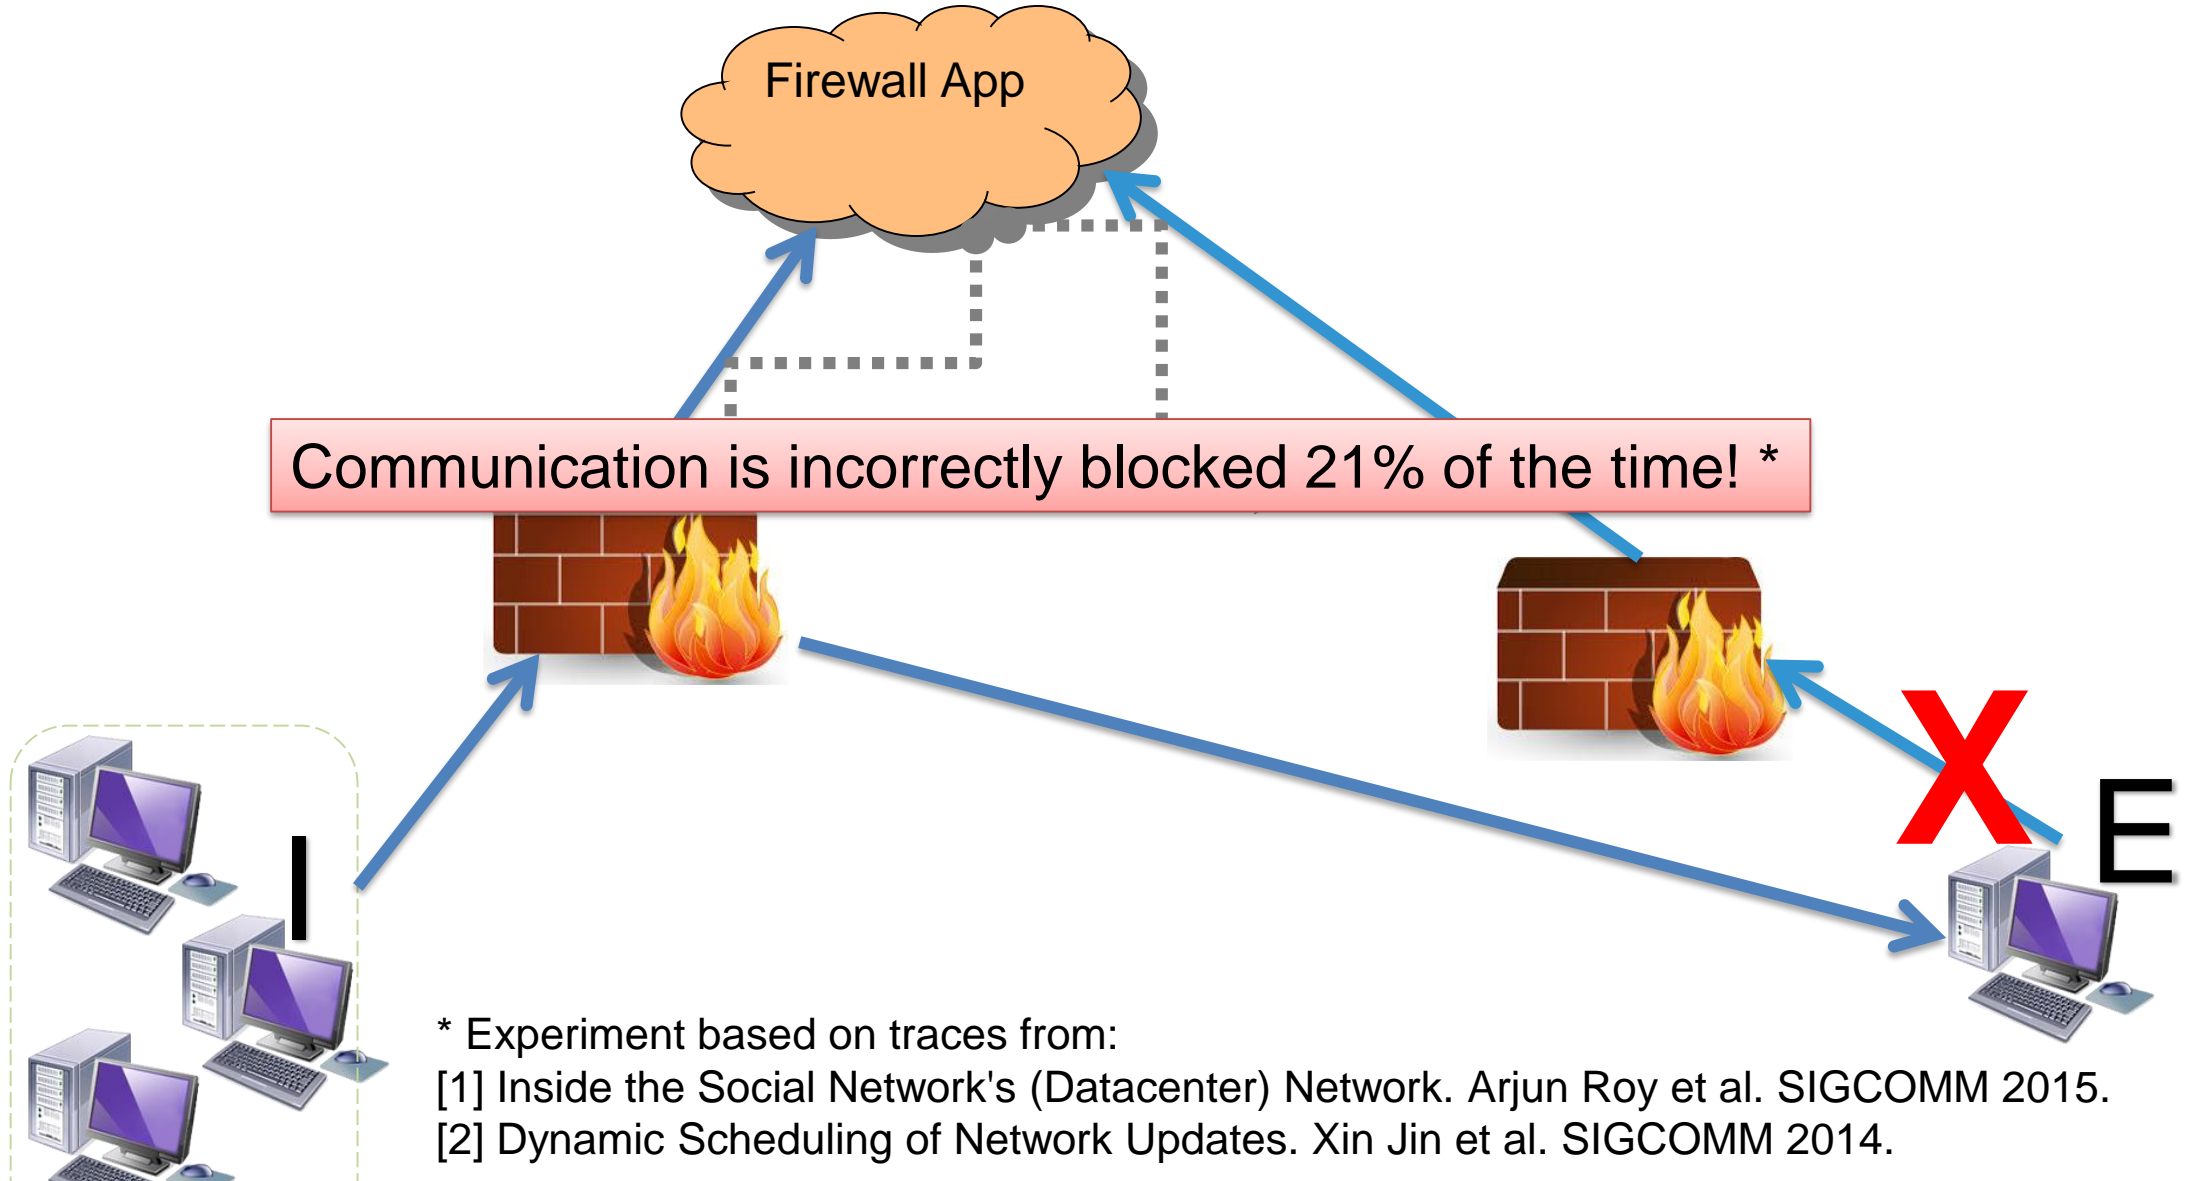 Firewall App
Communication is incorrectly blocked 21% of the time! *
X
E
I
* Experiment based on traces from:
[1] Inside the Social Network's (Datacenter) Network. Arjun Roy et al. SIGCOMM 2015.
[2] Dynamic Scheduling of Network Updates. Xin Jin et al. SIGCOMM 2014.